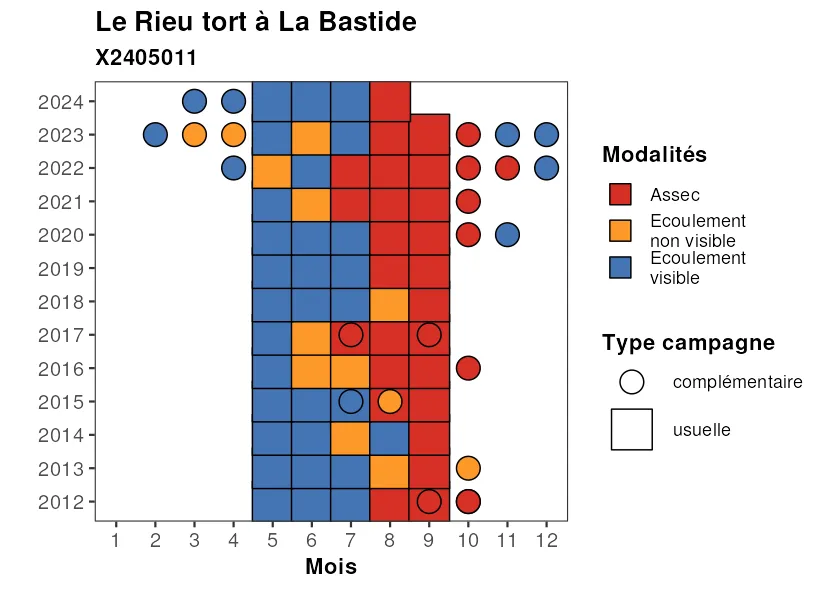 Le Rieu tort à La Bastide
X2405011
2024
2023
2022
2021
2020
2019
2018
2017
2016
2015
2014
2013
2012
1 2 3 4 5 6 7 8 9 10 11 12
Mois
Modalités
Assec
Ecoulement
non visible
Ecoulement
visible
Type campagne
complémentaire
usuelle